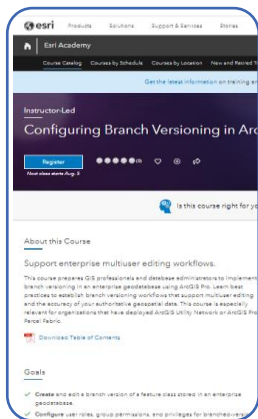 esri Products Solutions Support & Services Stories
Esri Academy
Course Catalog Courses by Schedule Courses by Location New and Retired
Get the latest information on training
Instructor-Led
Configuring Branch Versioning in Arc
Register
Next class starts Aug. 5
Is this course right for yo
About this Course
Support enterprise multiuser editing workflows.
This course prepares GIS professionals and database administrators to implement
branch versioning in an enterprise geodatabase using ArcGIS Pro. Learn best
practices to establish branch versioning workflows that support multiuser editing
and the accuracy of your authoritative geospatial data. This course is especially
relevant for organizations that have deployed ArcGIS Utility Network or ArcGIS Pro
Parcel Fabric.
Download Table of Contents
Goals
Create and edit a branch version of a feature class stored in an enterprise
geodatabase.
Configure user roles, group permissions, and privileges for branched